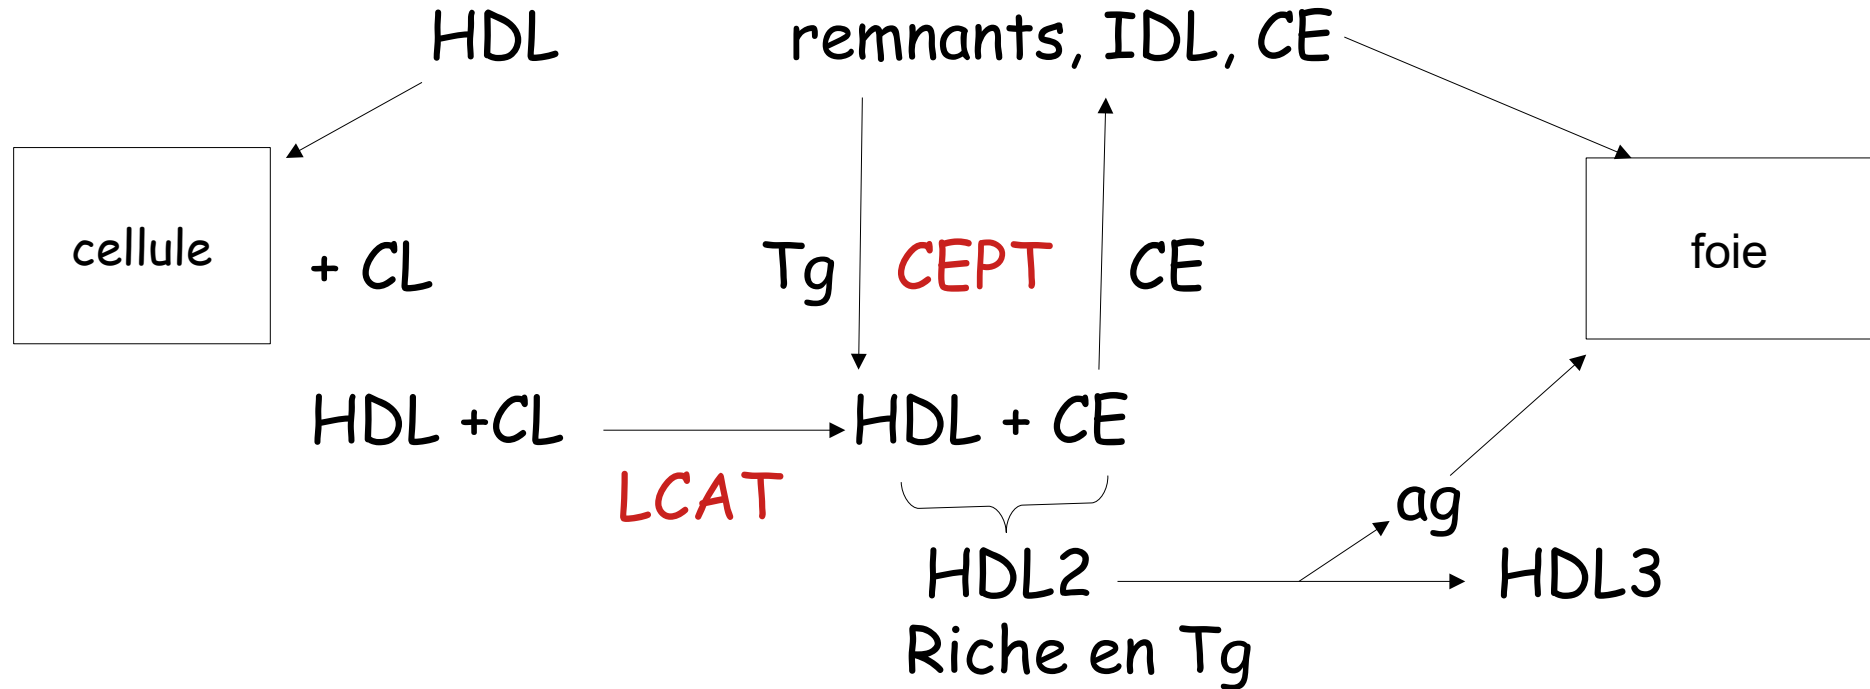 HDL
remnants, IDL, CE
cellule
+ CL
Tg
CEPT
CE
foie
HDL +CL
HDL + CE
LCAT
ag
HDL2
HDL3
Riche en Tg